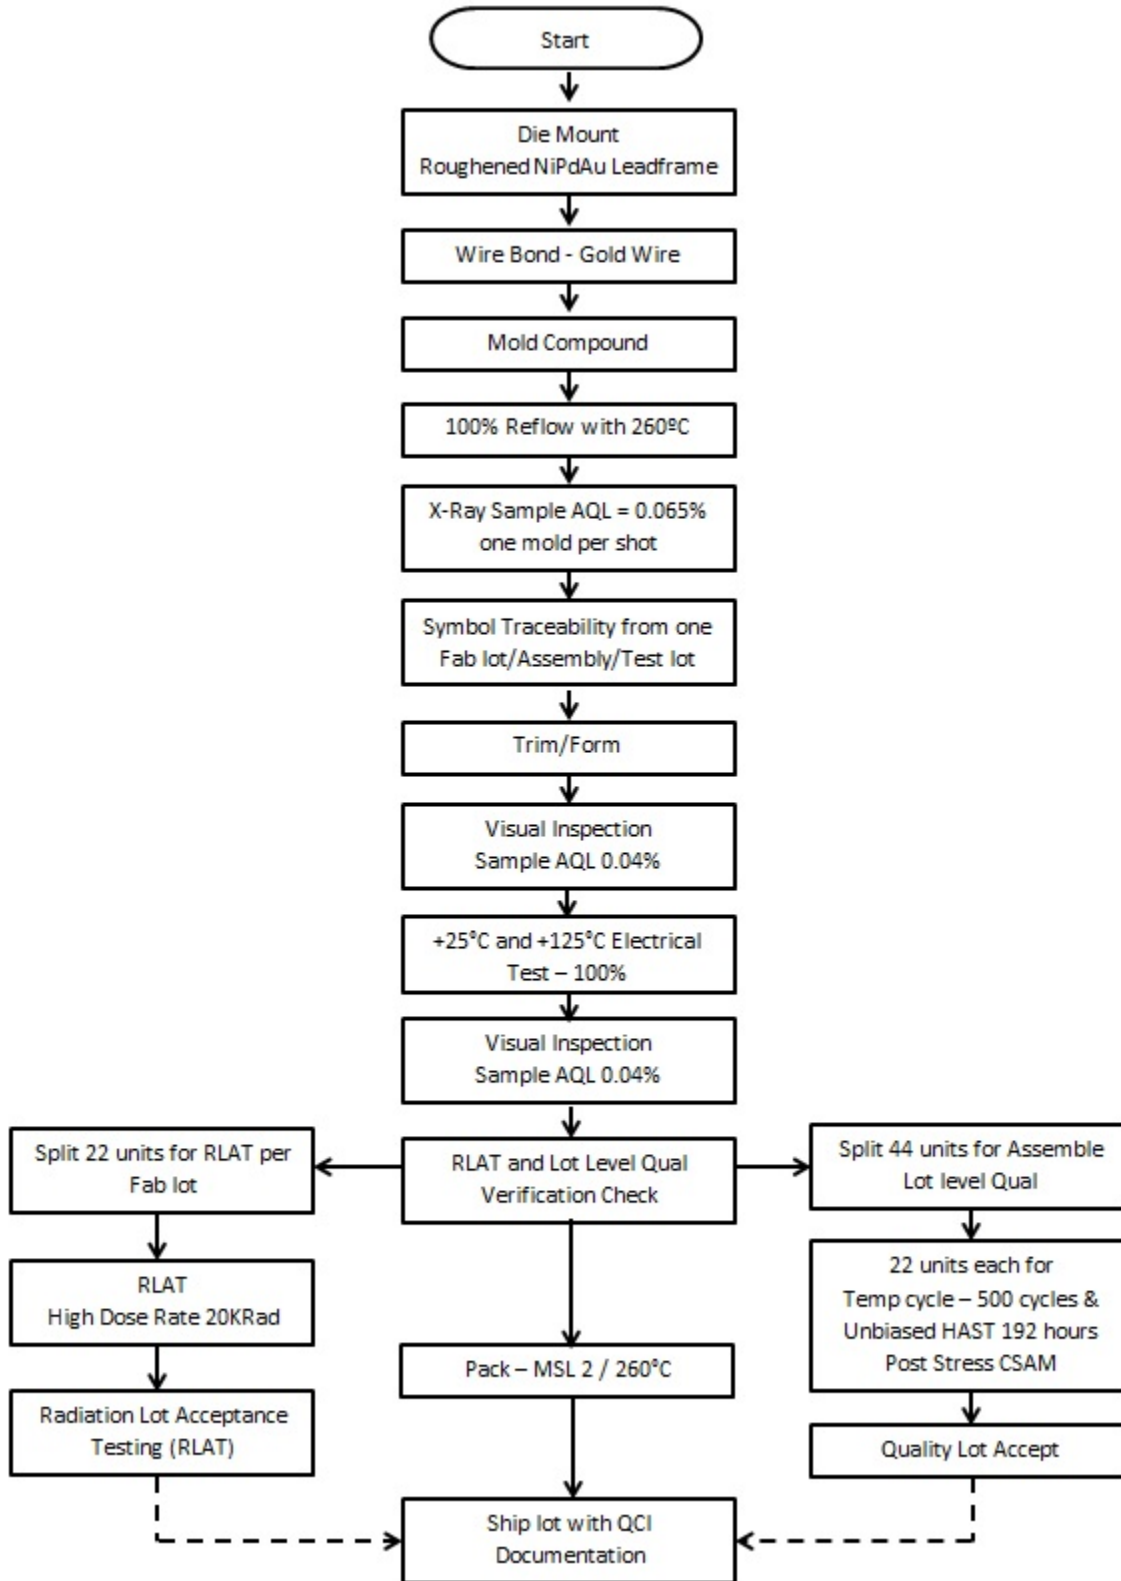 Start
Die Mount
Roughened NiPdAu Leadframe
Wire Bond - Gold Wire
Mold Compound
100% Reflow with 260ºC
X-Ray Sample AQL = 0.065%
one mold per shot
Symbol Traceability from one
Fab lot/Assembly/Test lot
Trim/Form
Visual Inspection
Sample AQL 0.04%
+25°C and +125°C Electrical
Test – 100%
Visual Inspection
Sample AQL 0.04%
RLAT and Lot Level Qual
Verification Check
Split 22 units for RLAT per
Fab lot
RLAT
High Dose Rate 20KRad
Radiation Lot Acceptance
Testing (RLAT)
Split 44 units for Assemble
Lot level Qual
22 units each for
Temp cycle – 500 cycles &
Unbiased HAST 192 hours
Post Stress CSAM
Quality Lot Accept
Pack – MSL 2 / 260°C
Ship lot with QCI
Documentation